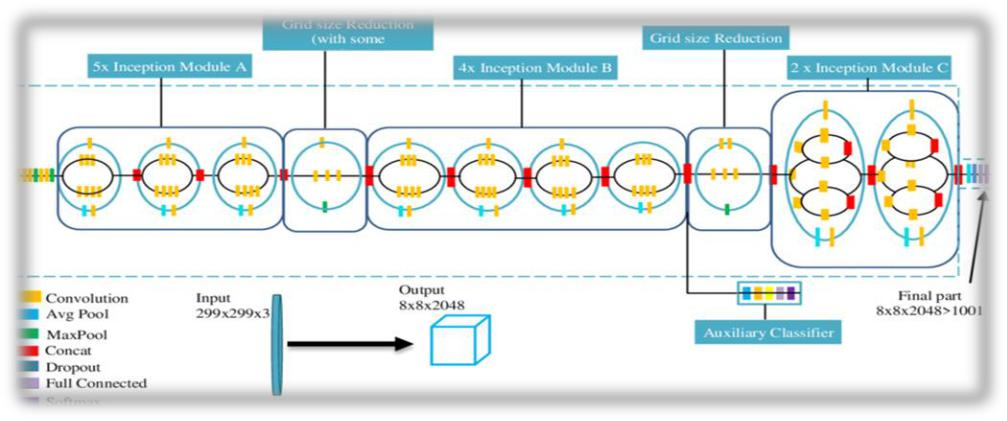 Grid size Reduction
(with some
Grid size Reduction
5x Inception Module A
4x Inception Module B
2 x Inception Module C
Convolution
Avg Pool
MaxPool
Concat
Dropout
Full Connected
Softmax
Input
299x299x3
Output
8x8x2048
Auxiliary Classifier
Final part
8x8x2048>1001